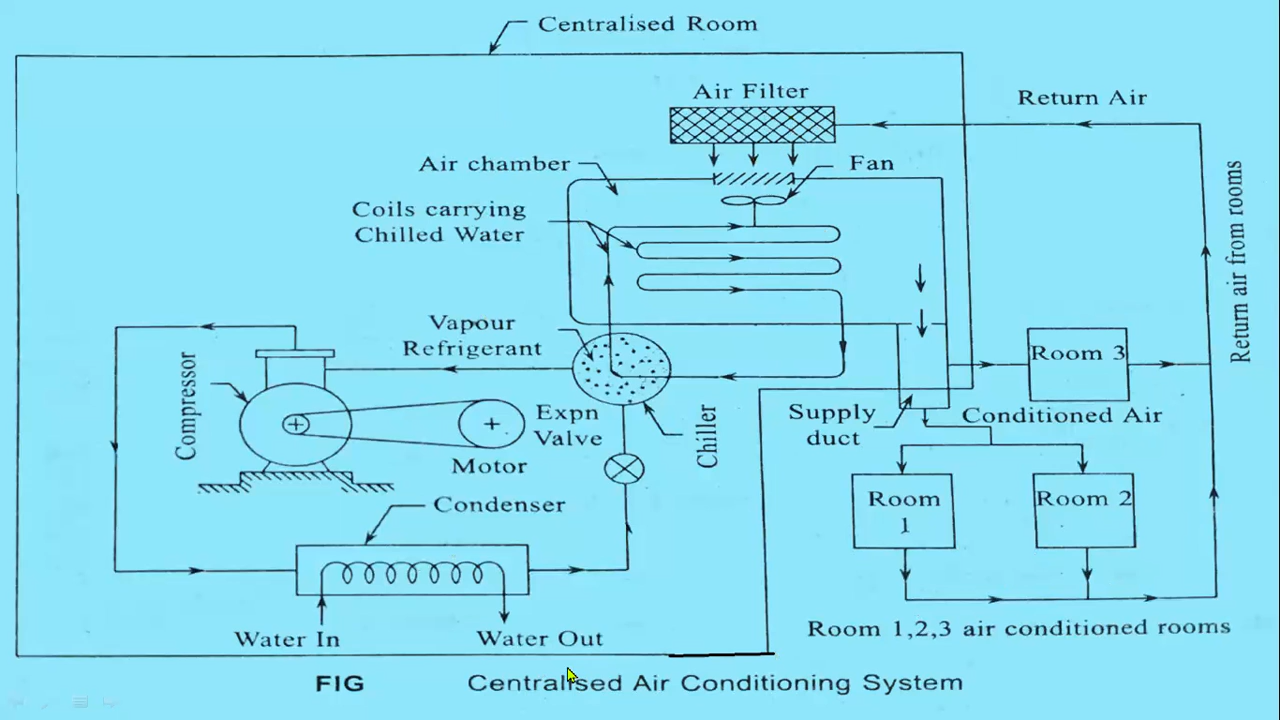 Centralised Room
Air Filter
Return Air
Air chamber
Fan
Coils carrying
Chilled Water
Return air from rooms
Vapour
Refrigerant
Compressor
Room 3
Expn
Valve
Chiller
Supply
duct
Conditioned Air
Motor
Room
1
Room 2
Condenser
Water In
Water Out
Room 1,2,3 air conditioned rooms
FIG Centralised Air Conditioning System